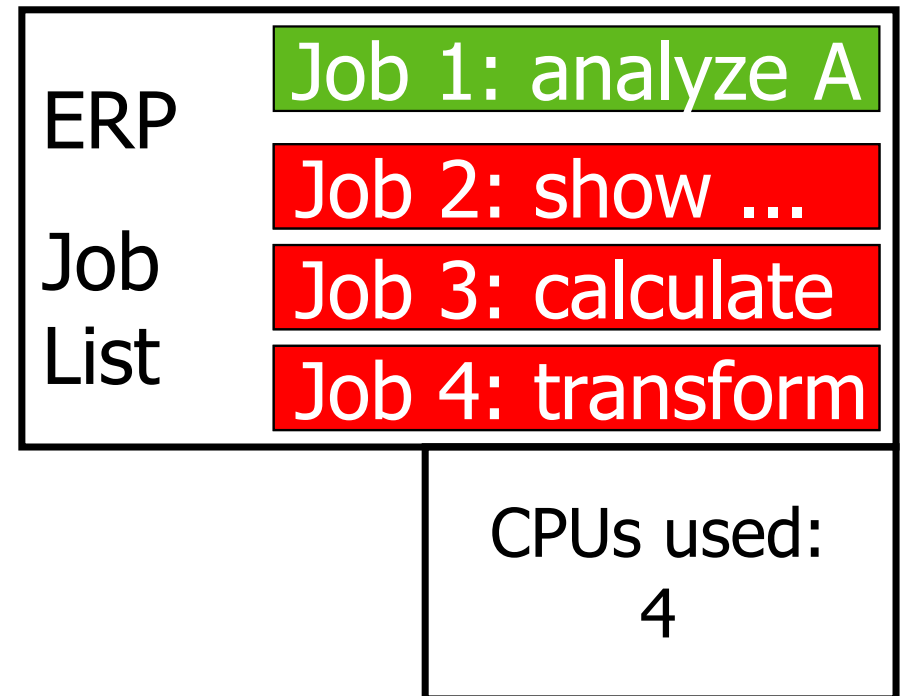 ERP
Job
List
Job 1: analyze A
Job 2: show ...
Job 3: calculate
Job 4: transform
CPUs used:
4